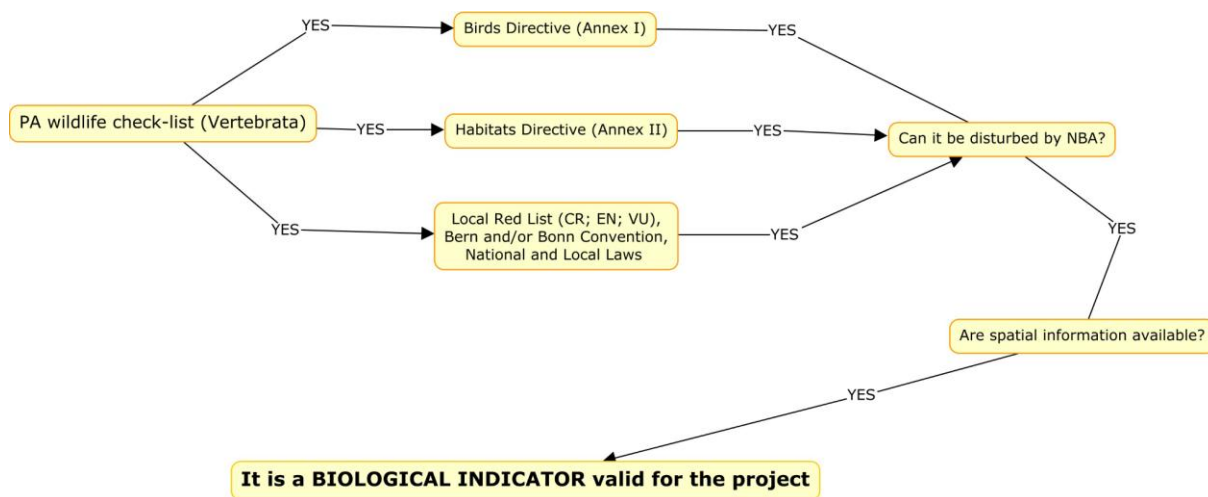 YES
Birds Directive (Annex I)
YES
PA wildlife check-list (Vertebrata)
YES
Habitats Directive (Annex II)
YES
Can it be disturbed by NBA?
YES
Local Red List (CR; EN; VU),
Bern and/or Bonn Convention,
National and Local Laws
YES
YES
Are spatial information available?
YES
It is a BIOLOGICAL INDICATOR valid for the project